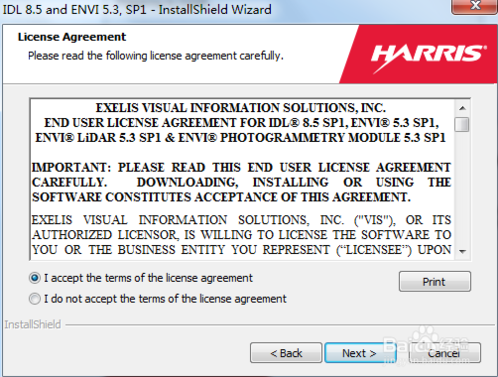 IDL 8.5 and ENVI 5.3, SP1 - InstallShield Wizard
License Agreement
Please read the following license agreement carefully.
HARRIS®
EXELIS VISUAL INFORMATION SOLUTIONS, INC.
END USER LICENSE AGREEMENT FOR IDL® 8.5 SP1, ENVI® 5.3 SP1,
ENVI® LiDAR 5.3 SP1 & ENVI® PHOTOGRAMMETRY MODULE 5.3 SP1
IMPORTANT: PLEASE READ THIS END USER LICENSE AGREEMENT
CAREFULLY. DOWNLOADING, INSTALLING OR USING THE
SOFTWARE CONSTITUTES ACCEPTANCE OF THIS AGREEMENT.
EXELIS VISUAL INFORMATION SOLUTIONS, INC. ("VIS"), OR ITS
AUTHORIZED LICENSOR, IS WILLING TO LICENSE THE SOFTWARE TO
YOU OR THE BUSINESS ENTITY YOU REPRESENT (“LICENSEE”) UPON
I accept the terms of the license agreement
Print
I do not accept the terms of the license agreement
InstallShield
< Back
Next >
Cancel